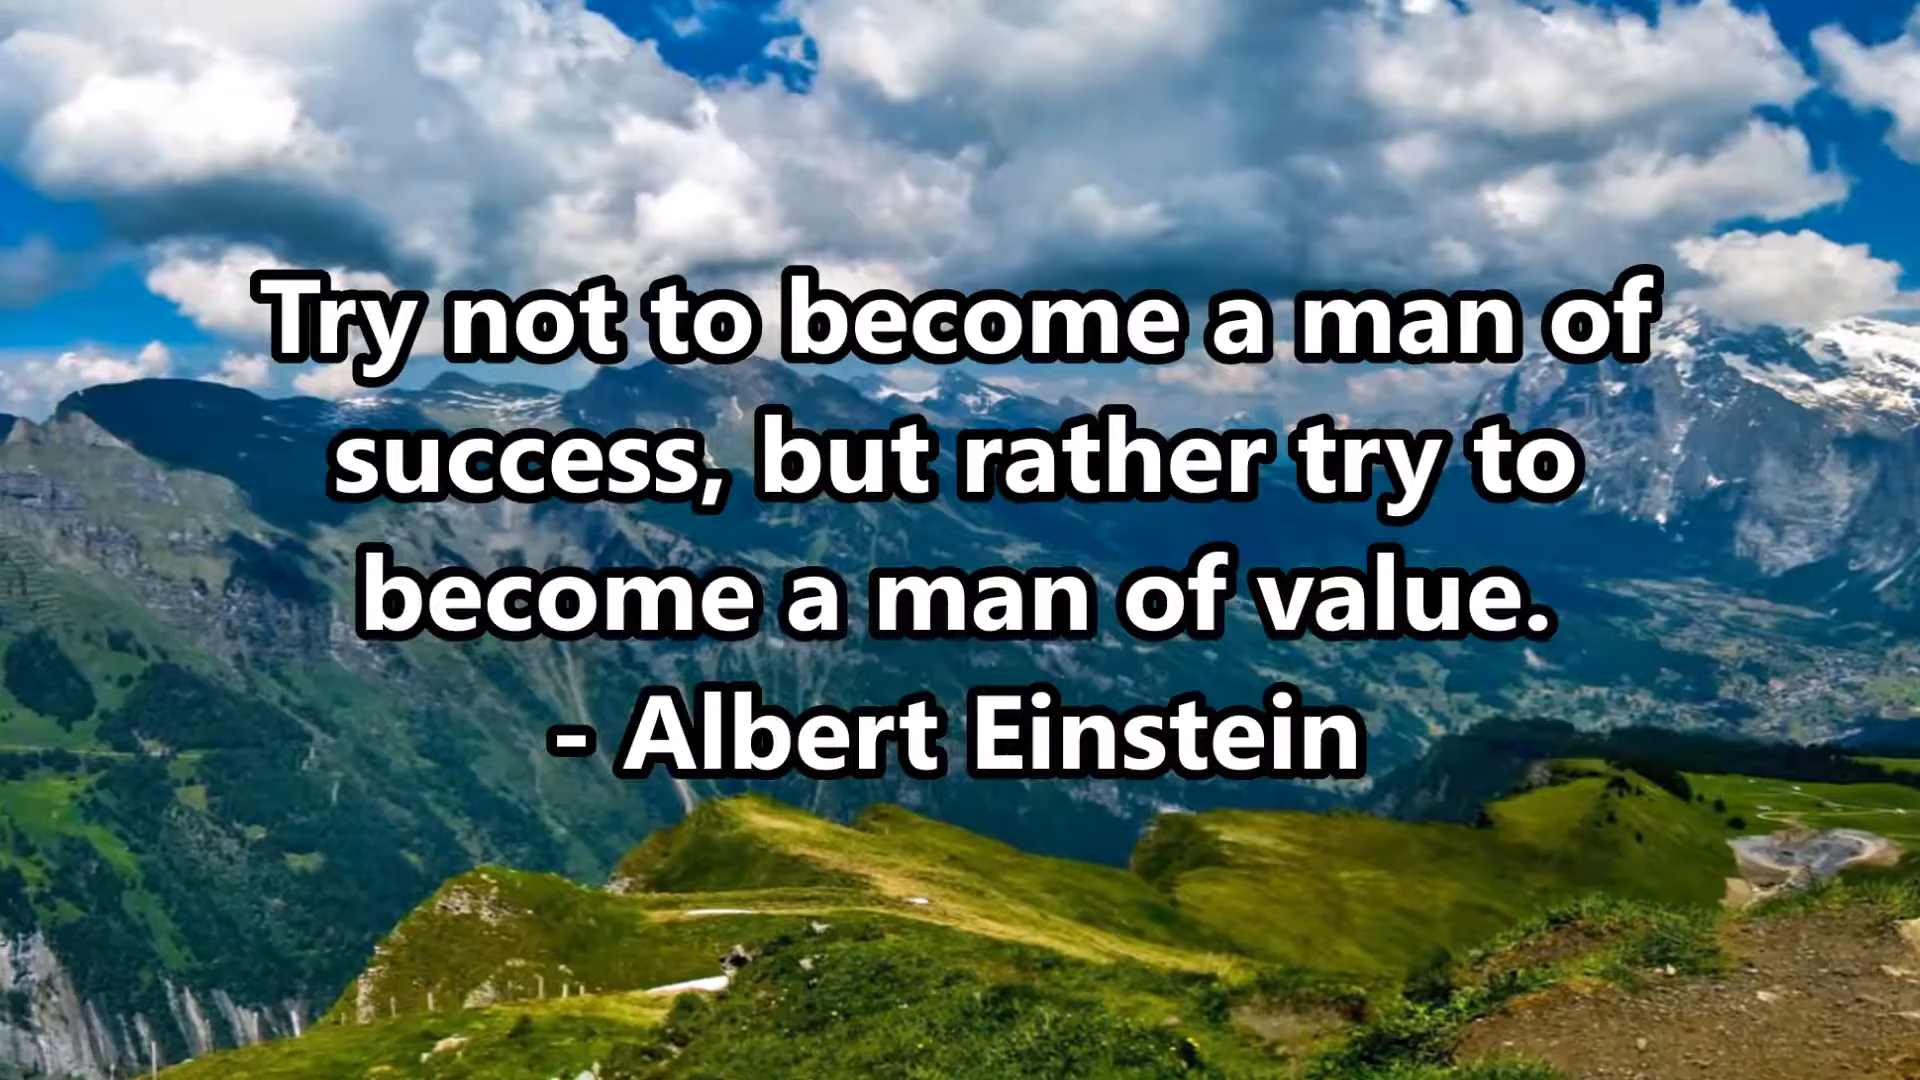 Try not to become a man of
success, but rather try to
become a man of value.
- Albert Einstein